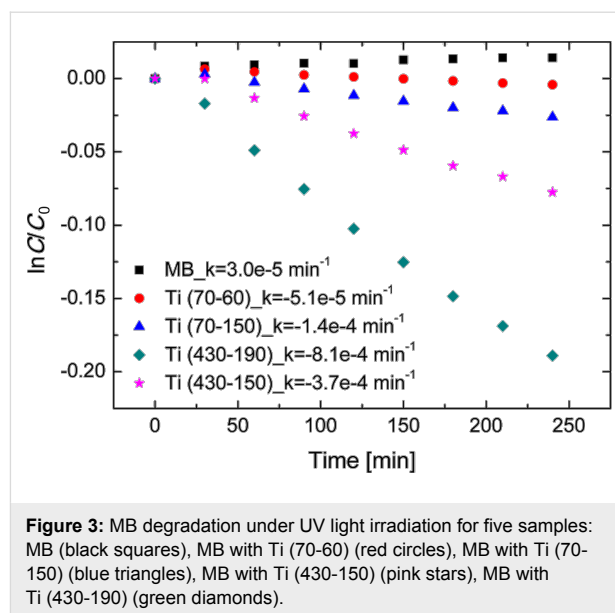 0.00
-0.05
-0.10
-0.15
-0.20
lnC/C0
MB_k=3.0e-5 min-1
Ti (70-60)_k=-5.1e-5 min-1
Ti (70-150)_k=-1.4e-4 min-1
Ti (430-190)_k=-8.1e-4 min-1
Ti (430-150)_k=-3.7e-4 min-1
0 50 100 150 200 250
Time [min]
Figure 3: MB degradation under UV light irradiation for five samples:
MB (black squares), MB with Ti (70-60) (red circles), MB with Ti (70-
150) (blue triangles), MB with Ti (430-150) (pink stars), MB with
Ti (430-190) (green diamonds).